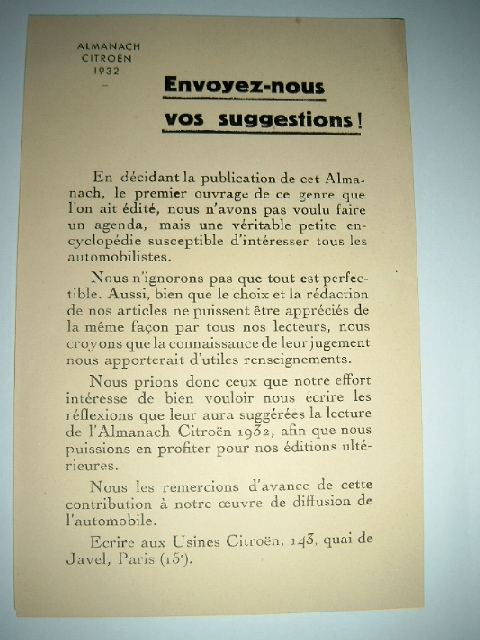 ALMANACH
CITROËN
1932
Envoyez-nous
vos suggestions !
En décidant la publication de cet Alma-
nach, le premier ouvrage de ce genre que
l'on ait édité, nous n'avons pas voulu faire
un agenda, mais une véritable petite en-
cyclopédie susceptible d'intéresser tous les
automobilistes.
Nous n'ignorons pas que tout est perfec-
tible. Aussi, bien que le choix et la rédaction
de nos articles ne puissent être appréciés de
la même façon par tous nos lecteurs, nous
croyons que la connaissance de leur jugement
nous apporterait d'utiles renseignements.
Nous prions donc ceux que notre effort
intéresse de bien vouloir nous écrire les
réflexions que leur aura suggérées la lecture
de l'Almanach Citroën 1932, afin que nous
puissions en profiter pour nos éditions ulté-
rieures.
Nous les remercions d'avance de cette
contribution à notre œuvre de diffusion de
l'automobile.
Ecrire aux Usines Citroën, 143, quai de
Javel, Paris (15e).